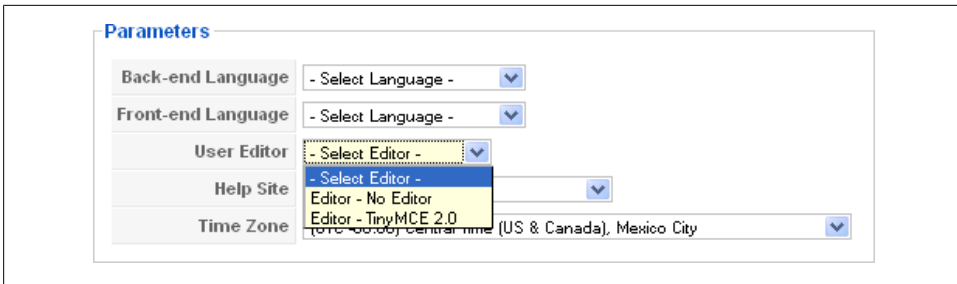 Parameters
Back-end Language - Select Language -
Front-end Language - Select Language -
User Editor - Select Editor -
- Select Editor -
Help Site Editor - No Editor
Editor - TinyMCE 2.0
Time Zone Central Time (US & Canada), Mexico City